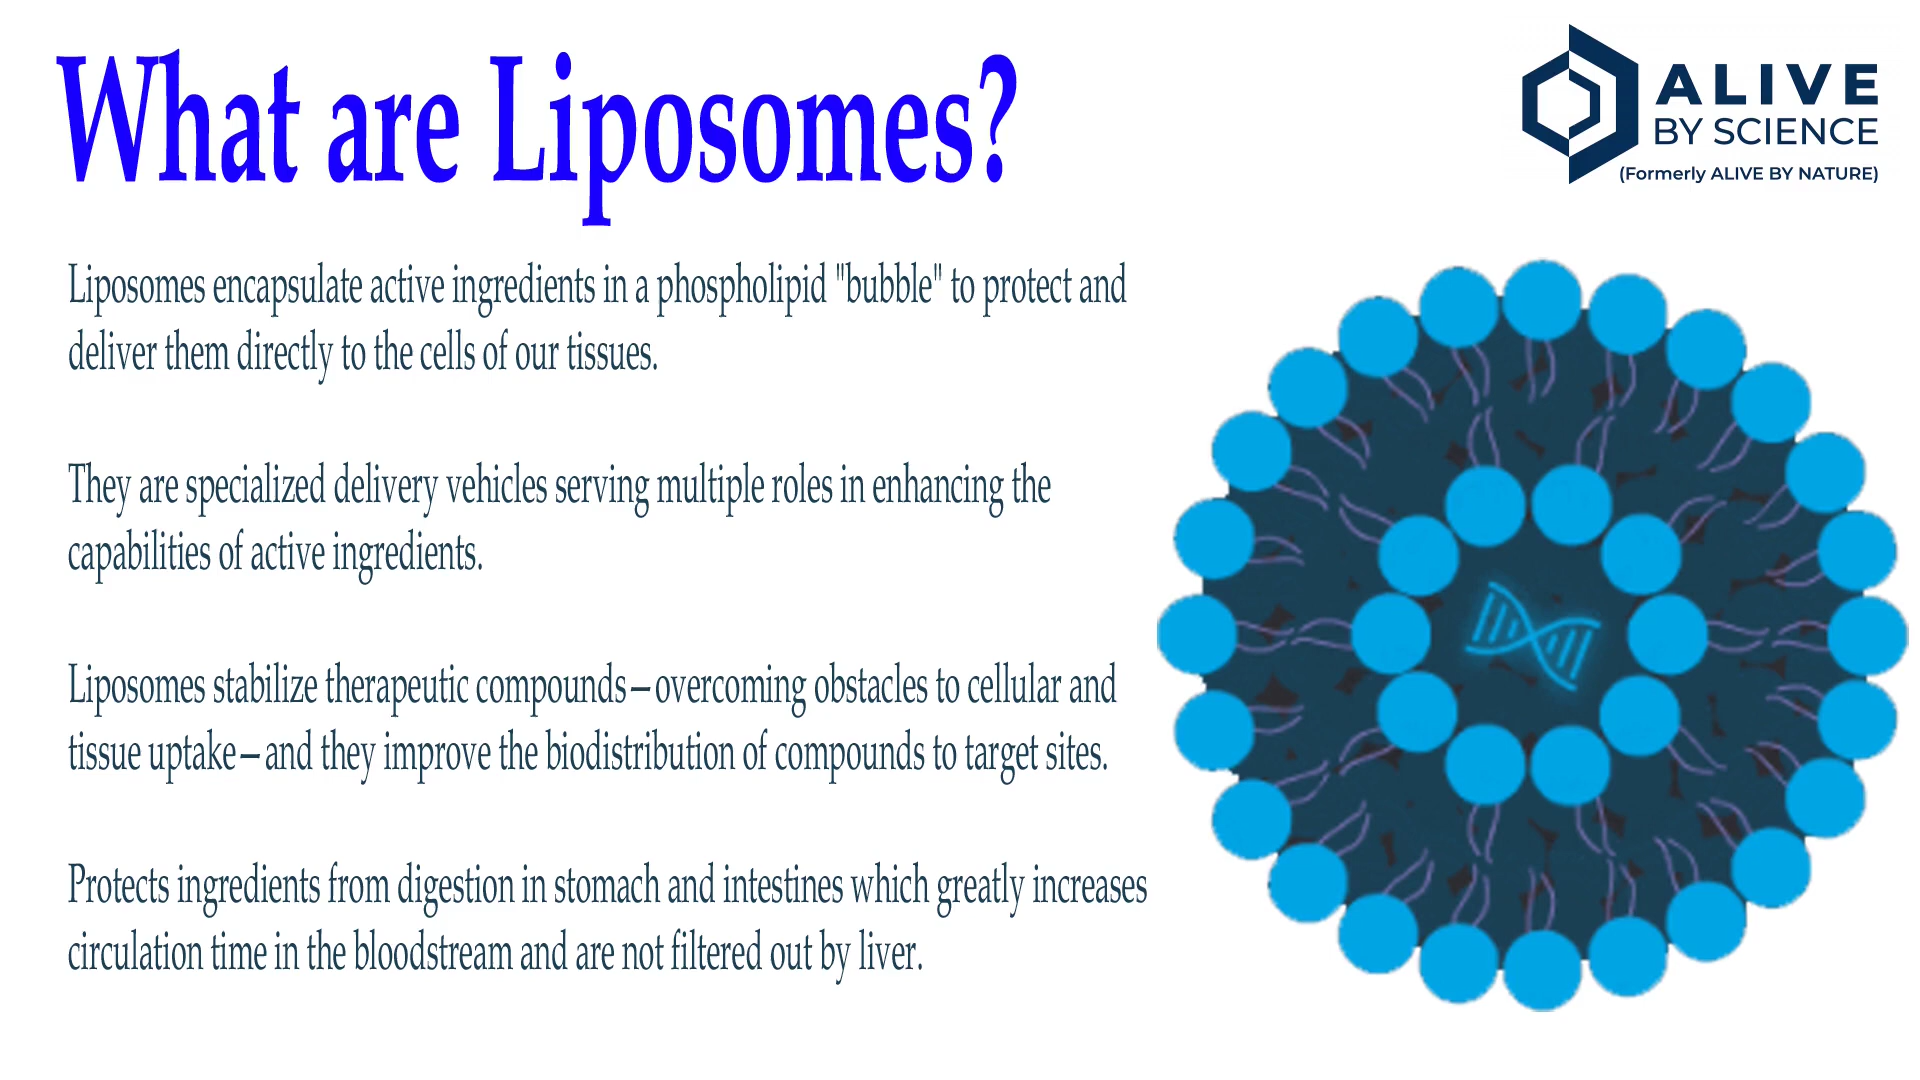 What are Liposomes?
ALIVE
BY SCIENCE
(Formerly ALIVE BY NATURE)
Liposomes encapsulate active ingredients in a phospholipid "bubble" to protect and
deliver them directly to the cells of our tissues.
They are specialized delivery vehicles serving multiple roles in enhancing the
capabilities of active ingredients.
Liposomes stabilize therapeutic compounds—overcoming obstacles to cellular and
tissue uptake—and they improve the biodistribution of compounds to target sites.
Protects ingredients from digestion in stomach and intestines which greatly increases
circulation time in the bloodstream and are not filtered out by liver.